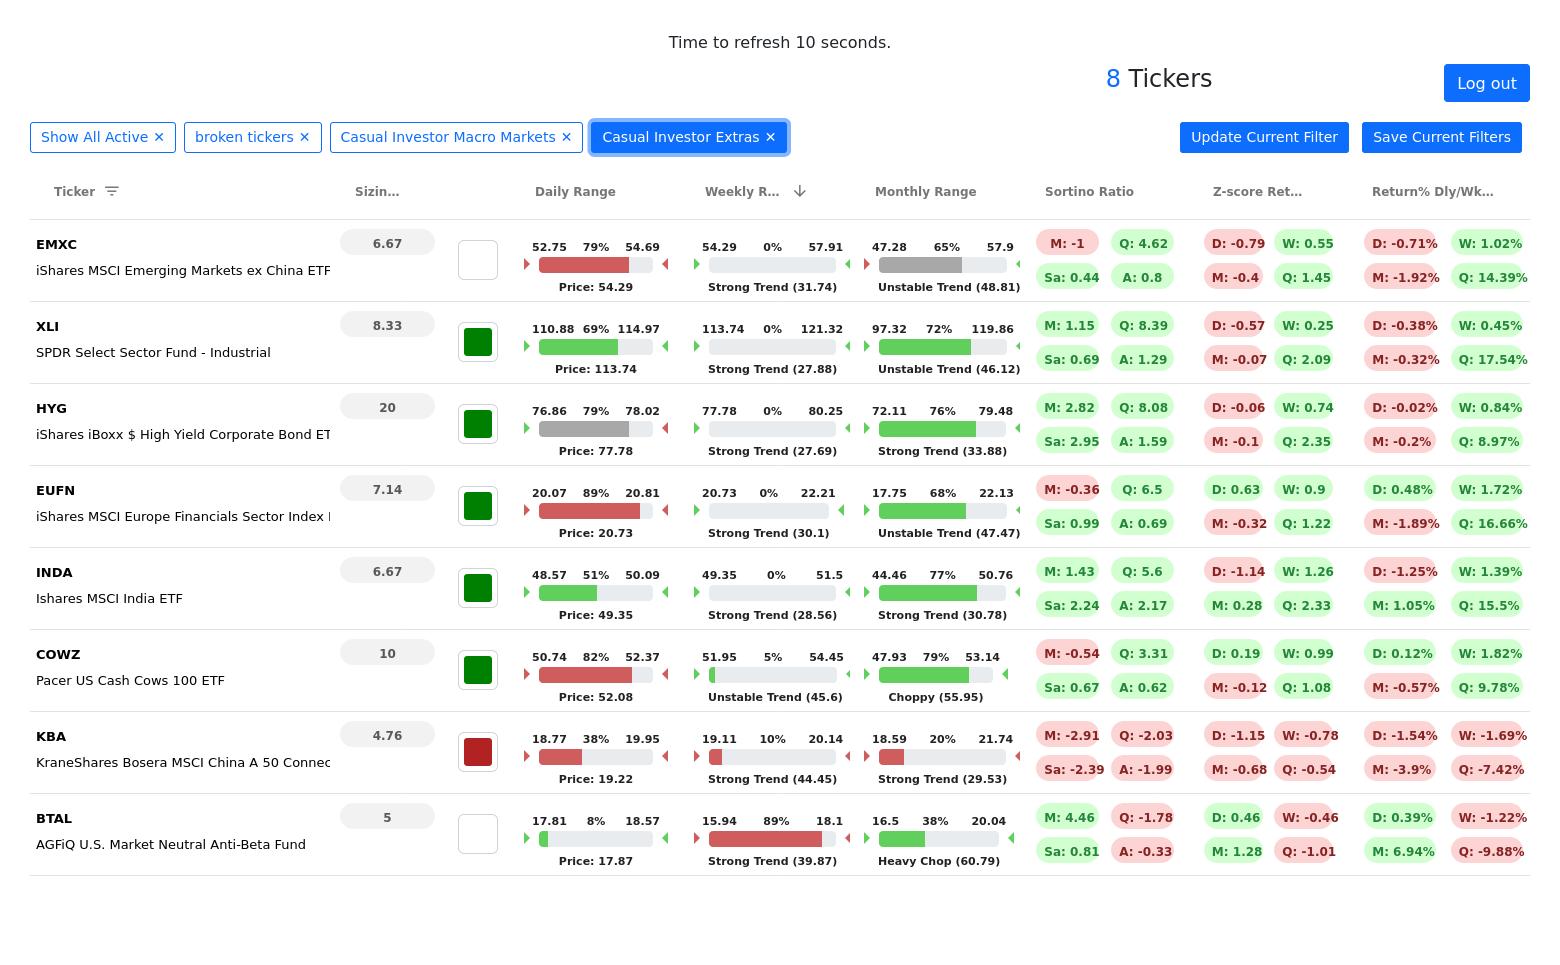 Time to refresh 10 seconds.
8 Tickers
Log out
Show All Active ✕ broken tickers ✕ Casual Investor Macro Markets ✕ Casual Investor Extras ✕ Update Current Filter Save Current Filters
Ticker Sizin… Daily Range Weekly R… Monthly Range Sortino Ratio Z-score Ret… Return% Dly/Wk…
EMXC 6.67 52.75 79% 54.69 54.29 0% 57.91 47.28 65% 57.9 M: -1 Q: 4.62 D: -0.79 W: 0.55 D: -0.71% W: 1.02%
iShares MSCI Emerging Markets ex China ETF Sa: 0.44 A: 0.8 M: -0.4 Q: 1.45 M: -1.92% Q: 14.39%
Price: 54.29 Strong Trend (31.74) Unstable Trend (48.81)
XLI 8.33 110.88 69% 114.97 113.74 0% 121.32 97.32 72% 119.86 M: 1.15 Q: 8.39 D: -0.57 W: 0.25 D: -0.38% W: 0.45%
SPDR Select Sector Fund - Industrial Sa: 0.69 A: 1.29 M: -0.07 Q: 2.09 M: -0.32% Q: 17.54%
Price: 113.74 Strong Trend (27.88) Unstable Trend (46.12)
HYG 20 76.86 79% 78.02 77.78 0% 80.25 72.11 76% 79.48 M: 2.82 Q: 8.08 D: -0.06 W: 0.74 D: -0.02% W: 0.84%
iShares iBoxx $ High Yield Corporate Bond ET Sa: 2.95 A: 1.59 M: -0.1 Q: 2.35 M: -0.2% Q: 8.97%
Price: 77.78 Strong Trend (27.69) Strong Trend (33.88)
EUFN 7.14 20.07 89% 20.81 20.73 0% 22.21 17.75 68% 22.13 M: -0.36 Q: 6.5 D: 0.63 W: 0.9 D: 0.48% W: 1.72%
iShares MSCI Europe Financials Sector Index Sa: 0.99 A: 0.69 M: -0.32 Q: 1.22 M: -1.89% Q: 16.66%
Price: 20.73 Strong Trend (30.1) Unstable Trend (47.47)
INDA 6.67 48.57 51% 50.09 49.35 0% 51.5 44.46 77% 50.76 M: 1.43 Q: 5.6 D: -1.14 W: 1.26 D: -1.25% W: 1.39%
Ishares MSCI India ETF Sa: 2.24 A: 2.17 M: 0.28 Q: 2.33 M: 1.05% Q: 15.5%
Price: 49.35 Strong Trend (28.56) Strong Trend (30.78)
COWZ 10 50.74 82% 52.37 51.95 5% 54.45 47.93 79% 53.14 M: -0.54 Q: 3.31 D: 0.19 W: 0.99 D: 0.12% W: 1.82%
Pacer US Cash Cows 100 ETF Sa: 0.67 A: 0.62 M: -0.12 Q: 1.08 M: -0.57% Q: 9.78%
Price: 52.08 Unstable Trend (45.6) Choppy (55.95)
KBA 4.76 18.77 38% 19.95 19.11 10% 20.14 18.59 20% 21.74 M: -2.91 Q: -2.03 D: -1.15 W: -0.78 D: -1.54% W: -1.69%
KraneShares Bosera MSCI China A 50 Connec Sa: -2.39 A: -1.99 M: -0.68 Q: -0.54 M: -3.9% Q: -7.42%
Price: 19.22 Strong Trend (44.45) Strong Trend (29.53)
BTAL 5 17.81 8% 18.57 15.94 89% 18.1 16.5 38% 20.04 M: 4.46 Q: -1.78 D: 0.46 W: -0.46 D: 0.39% W: -1.22%
AGFiQ U.S. Market Neutral Anti-Beta Fund Sa: 0.81 A: -0.33 M: 1.28 Q: -1.01 M: 6.94% Q: -9.88%
Price: 17.87 Strong Trend (39.87) Heavy Chop (60.79)